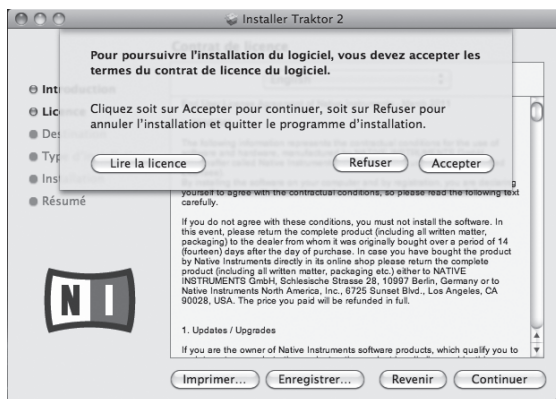 Installer Traktor 2
Contrat de licence
Pour poursuivre l'installation du logiciel, vous devez accepter les
termes du contrat de licence du logiciel.
Cliquez soit sur Accepter pour continuer, soit sur Refuser pour
annuler l'installation et quitter le programme d'installation.
Lire la licence
Refuser
Accepter
Introduction
Licence
Résumé
yourself to agree with the contractual conditions, so please read the following text
carefully.
If you do not agree with these conditions, you must not install the software. In
this event, please return the complete product (including all written matter,
packaging) to the dealer from whom it was originally bought over a period of 14
(fourteen) days after the day of purchase. In case you have bought the product
by Native Instruments directly in its online shop please return the complete
product (including all written matter, packaging etc.) either to NATIVE
INSTRUMENTS GmbH, Schlesische Strasse 28, 10997 Berlin, Germany or to
Native Instruments North America, Inc., 6725 Sunset Blvd., Los Angeles, CA
90028, USA. The price you paid will be refunded in full.
1. Updates / Upgrades
If you are the owner of Native Instruments software products, which qualify you to
NI
Imprimer...
Enregistrer...
Revenir
Continuer